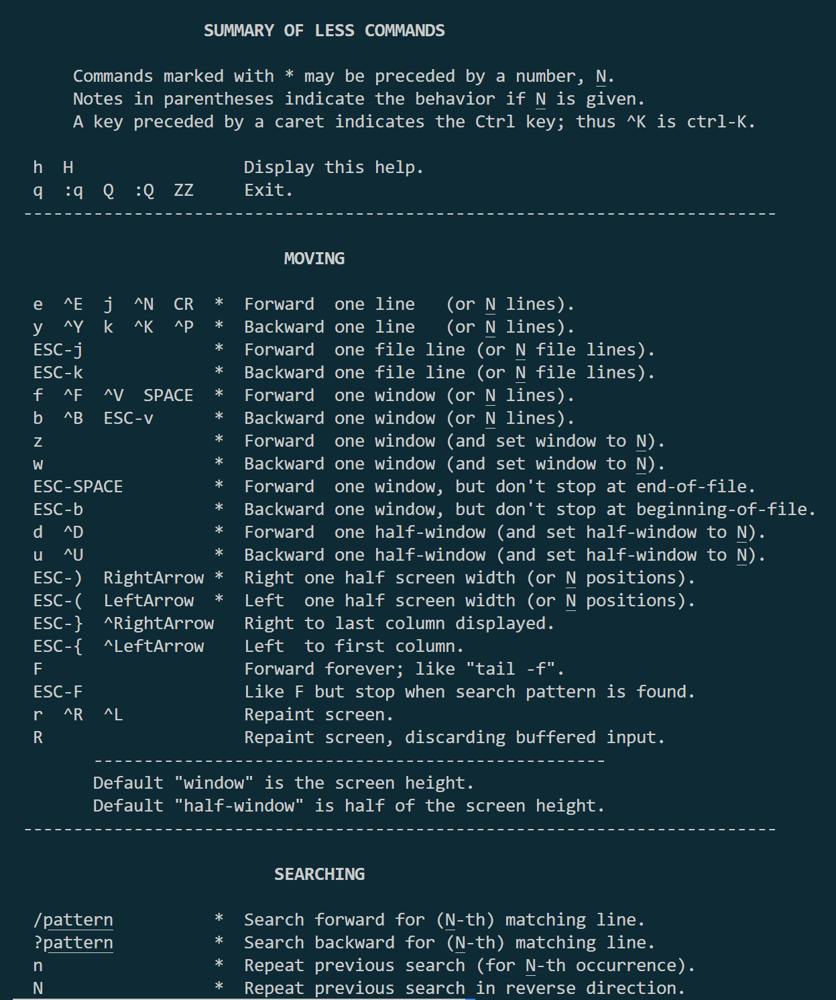 SUMMARY OF LESS COMMANDS
Commands marked with * may be preceded by a number, N.
Notes in parentheses indicate the behavior if N is given.
A key preceded by a caret indicates the Ctrl key; thus ^K is ctrl-K.
h  H                    Display this help.
q  :q  Q  :Q  ZZ     Exit.
---------------------------------------------------------------------------
MOVING
e  ^E  j  ^N  CR  *  Forward  one line   (or N lines).
y  ^Y  k  ^K  ^P  *  Backward one line   (or N lines).
ESC-j             *  Forward  one file line (or N file lines).
ESC-k             *  Backward one file line (or N file lines).
f  ^F  ^V  SPACE  *  Forward  one window (or N lines).
b  ^B  ESC-v      *  Backward one window (or N lines).
z                 *  Forward  one window (and set window to N).
w                 *  Backward one window (and set window to N).
ESC-SPACE         *  Forward  one window, but don't stop at end-of-file.
ESC-b             *  Backward one window, but don't stop at beginning-of-file.
d  ^D             *  Forward  one half-window (and set half-window to N).
u  ^U             *  Backward one half-window (and set half-window to N).
ESC-)  RightArrow *  Right one half screen width (or N positions).
ESC-(  LeftArrow  *  Left  one half screen width (or N positions).
ESC-}  ^RightArrow   Right to last column displayed.
ESC-{  ^LeftArrow    Left  to first column.
F                    Forward forever; like "tail -f".
ESC-F                Like F but stop when search pattern is found.
r  ^R  ^L            Repaint screen.
R                    Repaint screen, discarding buffered input.
---------------------------------------------------
Default "window" is the screen height.
Default "half-window" is half of the screen height.
---------------------------------------------------------------------------
SEARCHING
/pattern          *  Search forward for (N-th) matching line.
?pattern          *  Search backward for (N-th) matching line.
n                 *  Repeat previous search (for N-th occurrence).
N                 *  Repeat previous search in reverse direction.